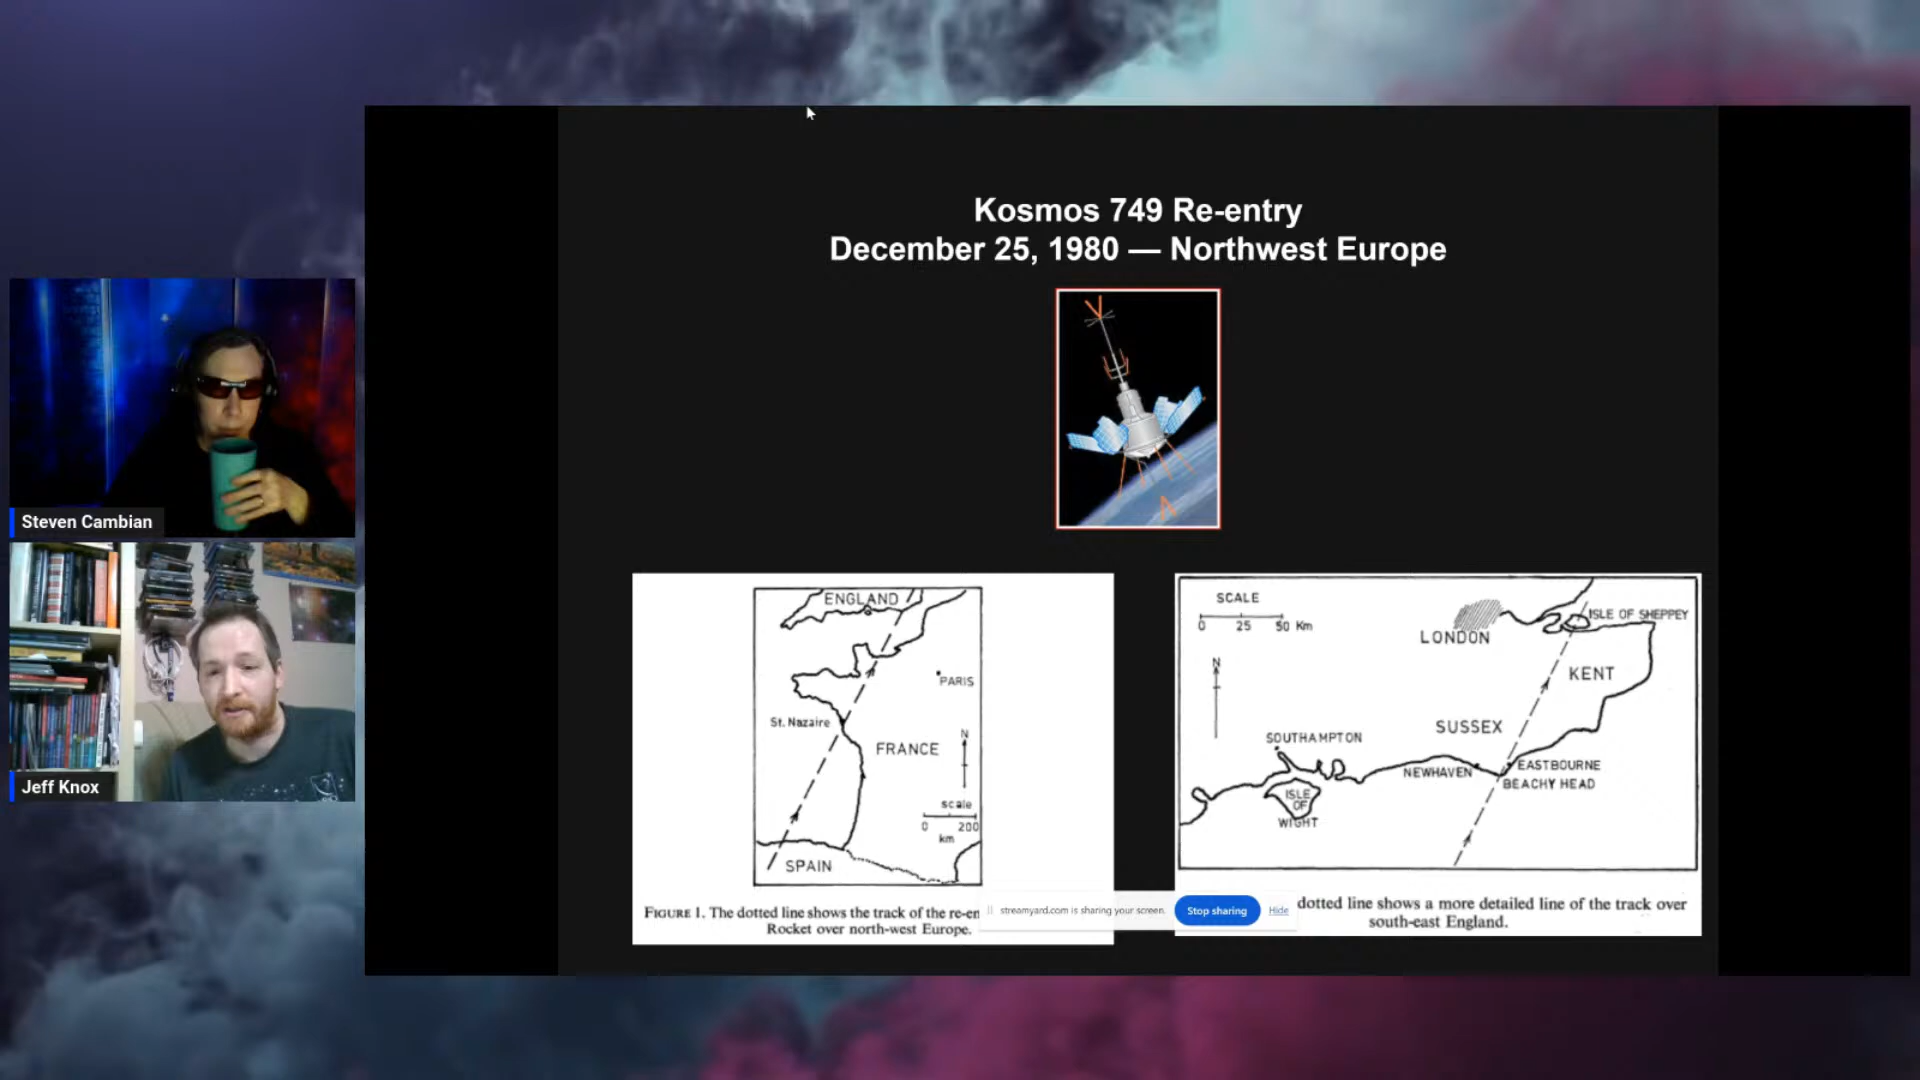 Kosmos 749 Re-entry
December 25, 1980 — Northwest Europe
Steven Cambian
Jeff Knox
ENGLAND
PARIS
St. Nazaire
FRANCE
N
scale
0 200
km
SPAIN
FIGURE 1. The dotted line shows the track of the re-en
Rocket over north-west Europe.
SCALE
0 25 50 Km
ISLE OF SHEPPEY
LONDON
N
KENT
SUSSEX
SOUTHAMPTON
NEWHAVEN
EASTBOURNE
BEACHY HEAD
ISLE
OF
WIGHT
dotted line shows a more detailed line of the track over
south-east England.
streamyard.com is sharing your screen.
Stop sharing
Hide